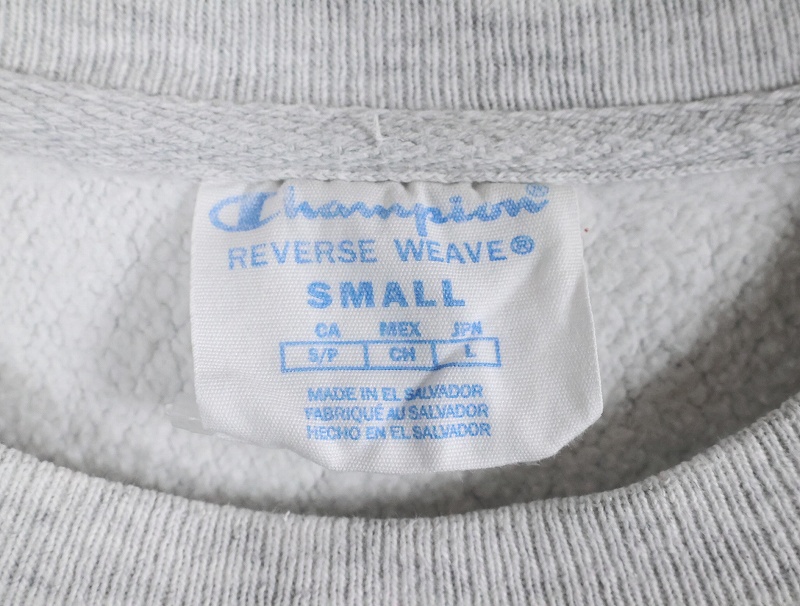 Champion®
REVERSE WEAVE®
SMALL
CA MEX JPN
S/P CH L
MADE IN EL SALVADOR
FABRIQUÉ AU SALVADOR
HECHO EN EL SALVADOR